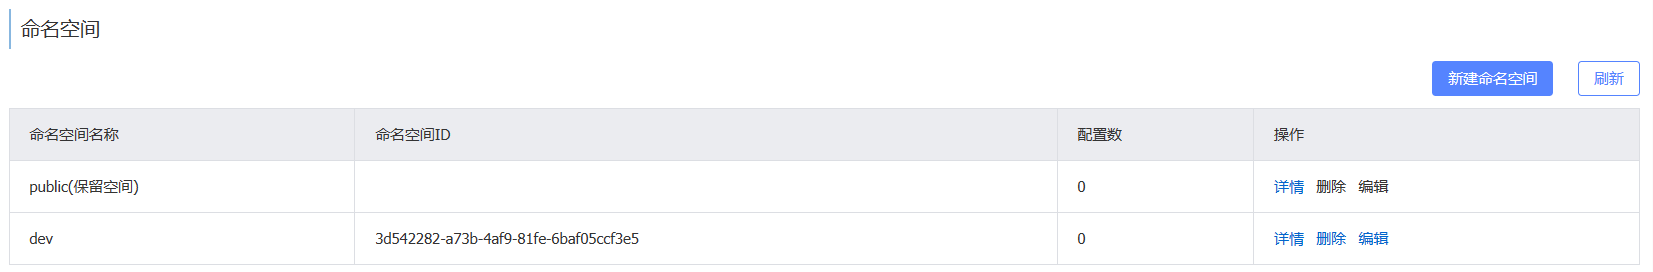 命名空间
新建命名空间 刷新
命名空间名称 命名空间ID 配置数 操作
public(保留空间) 0 详情 删除 编辑
dev 3d542282-a73b-4af9-81fe-6baf05ccf3e5 0 详情 删除 编辑